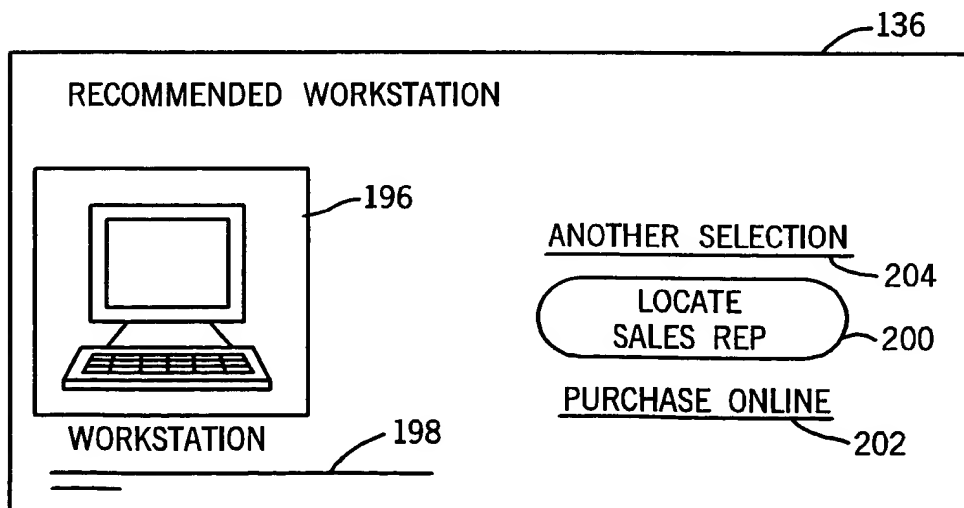 136
RECOMMENDED WORKSTATION
196
ANOTHER SELECTION
204
LOCATE
SALES REP
200
PURCHASE ONLINE
202
WORKSTATION
198